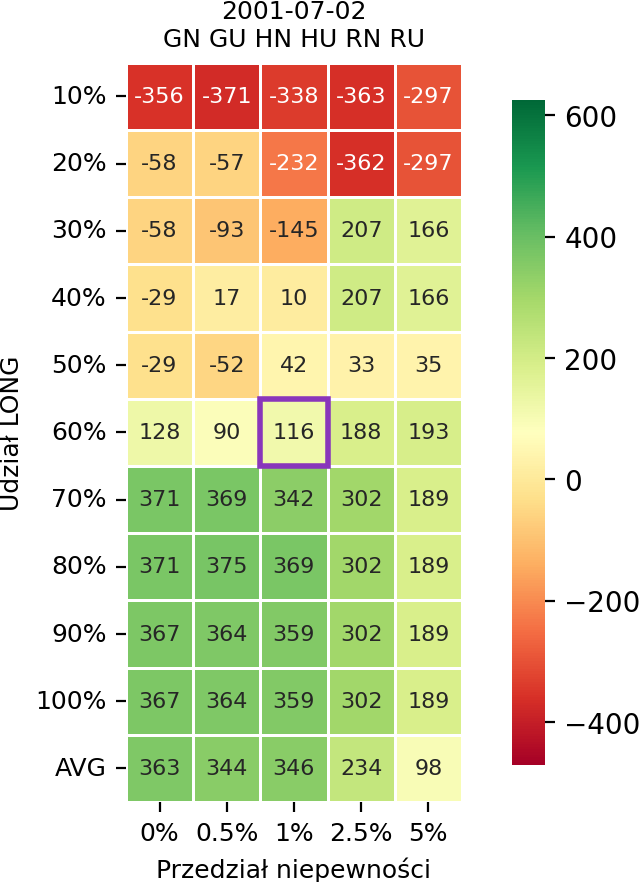 2001-07-02
GN GU HN HU RN RU
Udział LONG
10% -356 -371 -338 -363 -297
20% -58 -57 -232 -362 -297
30% -58 -93 -145 207 166
40% -29 17 10 207 166
50% -29 -52 42 33 35
60% 128 90 116 188 193
70% 371 369 342 302 189
80% 371 375 369 302 189
90% 367 364 359 302 189
100% 367 364 359 302 189
AVG 363 344 346 234 98
0% 0.5% 1% 2.5% 5%
Przedział niepewności
600
400
200
0
−200
−400